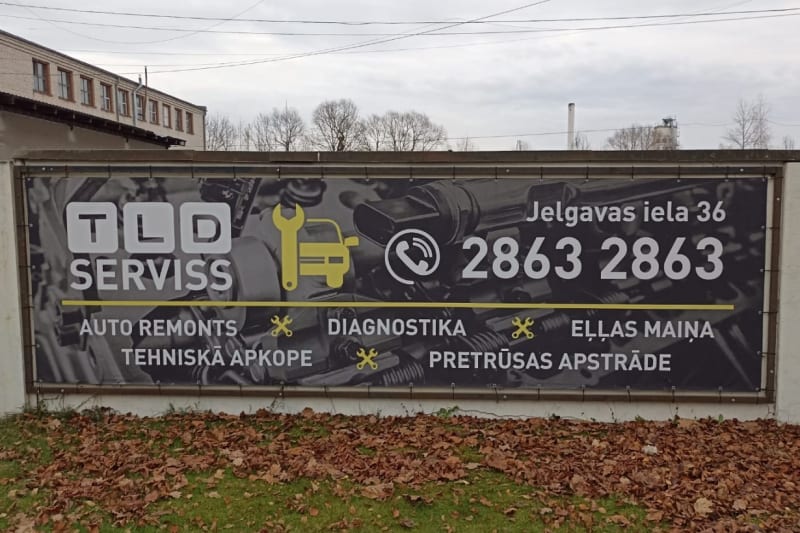 TLD
SERVISS
Jelgavas iela 36
2863 2863
AUTO REMONTS DIAGNOSTIKA EĻĻAS MAIŅA
TEHNISKĀ APKOPE PRETRŪSAS APSTRĀDE